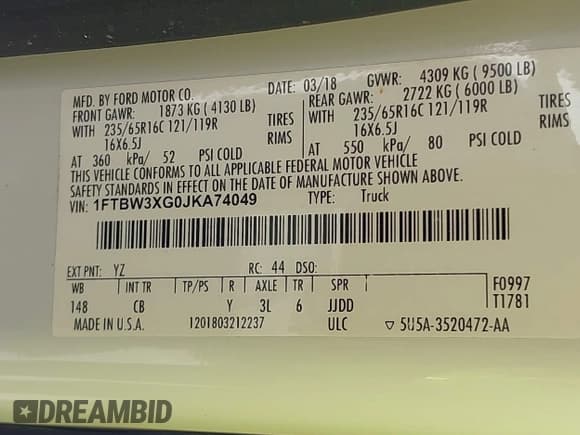 MFD. BY FORD MOTOR CO. DATE: 03/18 GVWR: 4309 KG ( 9500 LB)
FRONT GAWR: 1873 KG ( 4130 LB) REAR GAWR: 2722 KG ( 6000 LB)
WITH 235/65R16C 121/119R TIRES WITH 235/65R16C 121/119R TIRES
16X6.5J RIMS 16X6.5J RIMS
AT 360 kPa/ 52 PSI COLD AT 550 kPa/ 80 PSI COLD
THIS VEHICLE CONFORMS TO ALL APPLICABLE FEDERAL MOTOR VEHICLE
SAFETY STANDARDS IN EFFECT ON THE DATE OF MANUFACTURE SHOWN ABOVE.
VIN: 1FTBW3XG0JKA74049 TYPE: Truck
EXT PNT: YZ RC: 44 DSO:
WB INT TR TP/PS R AXLE TR SPR F0997
148 CB Y 3L 6 JJDD T1781
MADE IN U.S.A. 1201803212237 ULC ▽ 5U5A-3520472-AA
DREAMBID